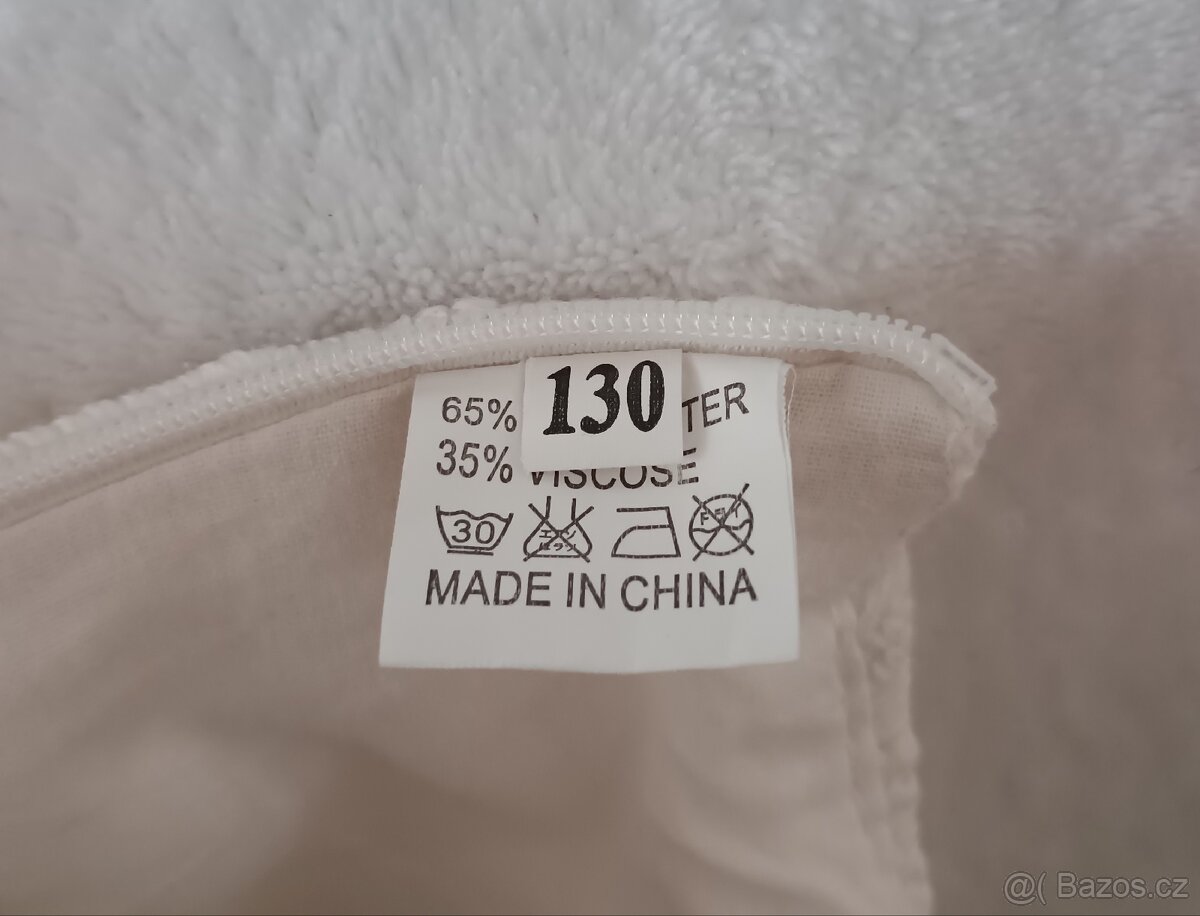 130
65% TER
35% VISCOSE
30
MADE IN CHINA
@( Bazos.cz